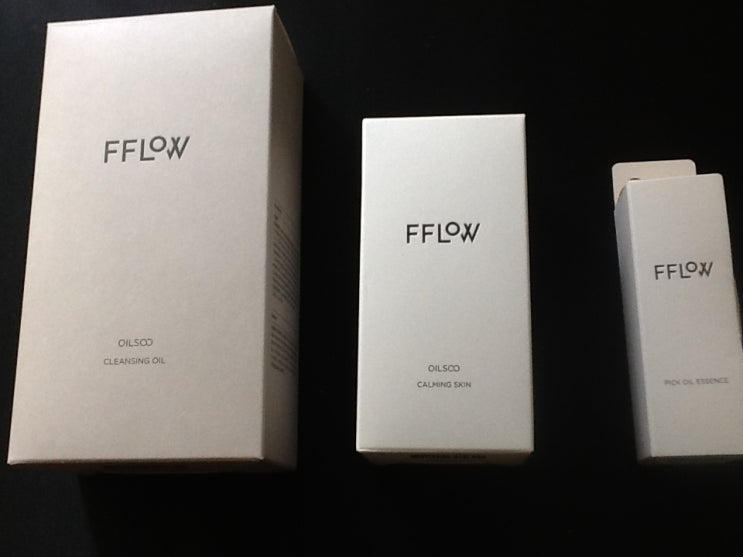 FFLOW
OILSOO
CLEANSING OIL
FFLOW
OILSOO
CALMING SKIN
FFLOW
PICK OIL ESSENCE